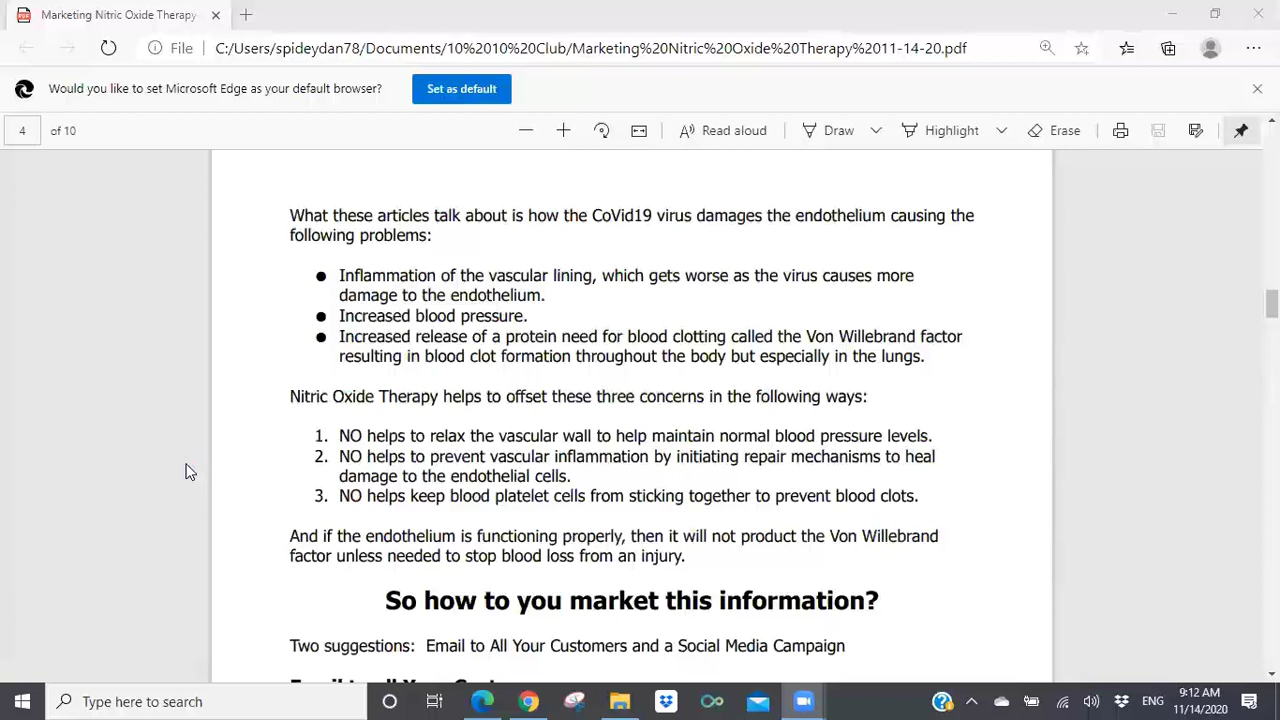 Marketing Nitric Oxide Therapy
File
C:/Users/spideydan78/Documents/10%2010%20Club/Marketing%20Nitric%20Oxide%20Therapy%2011-14-20.pdf
Would you like to set Microsoft Edge as your default browser?
Set as default
4 of 10
Read aloud
Draw
Highlight
Erase
What these articles talk about is how the CoVid19 virus damages the endothelium causing the
following problems:
● Inflammation of the vascular lining, which gets worse as the virus causes more
damage to the endothelium.
● Increased blood pressure.
● Increased release of a protein need for blood clotting called the Von Willebrand factor
resulting in blood clot formation throughout the body but especially in the lungs.
Nitric Oxide Therapy helps to offset these three concerns in the following ways:
1. NO helps to relax the vascular wall to help maintain normal blood pressure levels.
2. NO helps to prevent vascular inflammation by initiating repair mechanisms to heal
damage to the endothelial cells.
3. NO helps keep blood platelet cells from sticking together to prevent blood clots.
And if the endothelium is functioning properly, then it will not product the Von Willebrand
factor unless needed to stop blood loss from an injury.
So how to you market this information?
Two suggestions: Email to All Your Customers and a Social Media Campaign
Type here to search
ENG
9:12 AM
11/14/2020